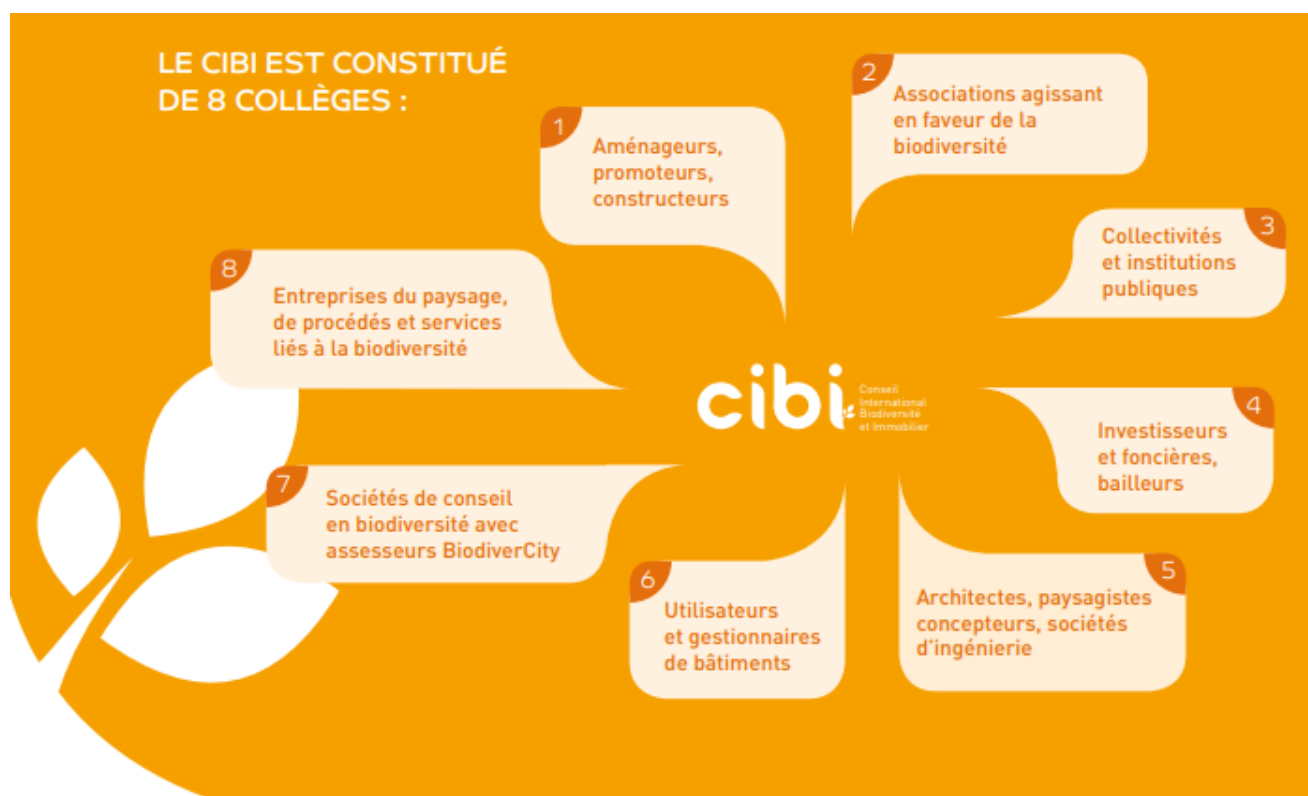 LE CIBI EST CONSTITUÉ
DE 8 COLLÈGES :
1
Aménageurs,
promoteurs,
constructeurs
2
Associations agissant
en faveur de la
biodiversité
3
Collectivités
et institutions
publiques
4
Investisseurs
et foncières,
bailleurs
5
Architectes, paysagistes
concepteurs, sociétés
d'ingénierie
6
Utilisateurs
et gestionnaires
de bâtiments
7
Sociétés de conseil
en biodiversité avec
assesseurs BiodiverCity
8
Entreprises du paysage,
de procédés et services
liés à la biodiversité
cibi
Conseil
International
Biodiversité
et Immobilier